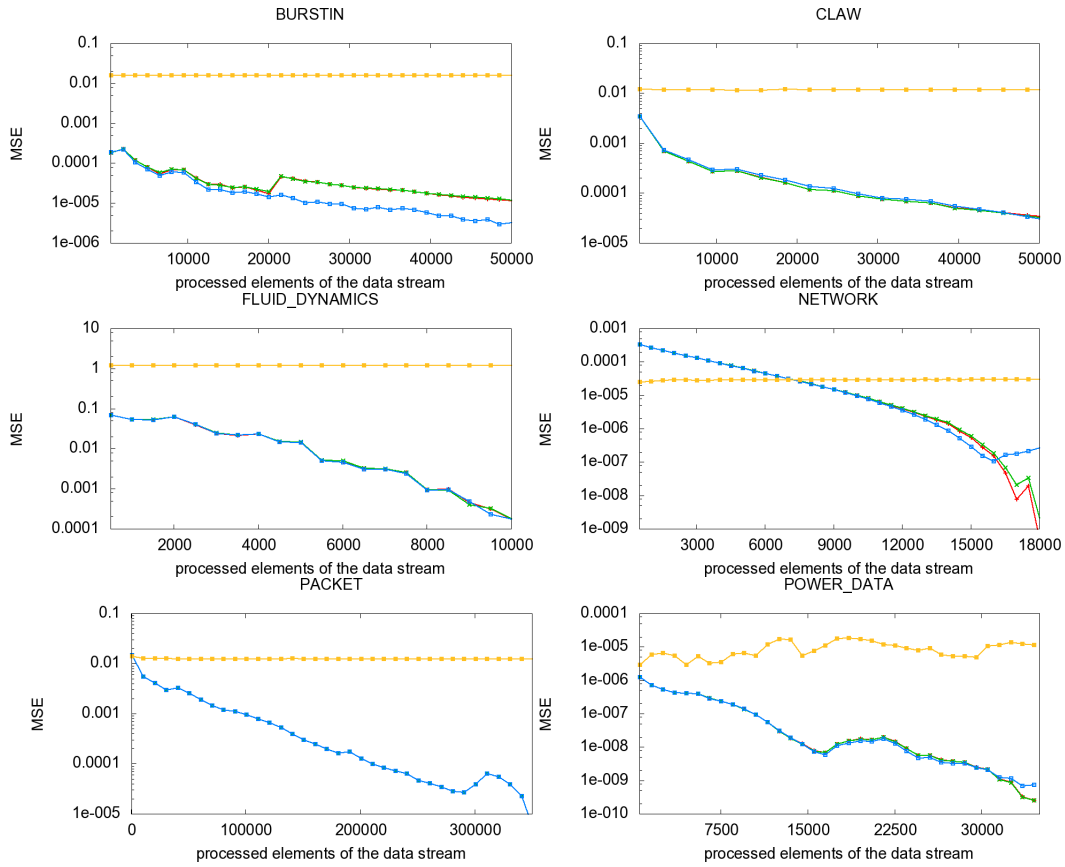 BURSTIN
0.1
0.01
0.001
0.0001
1e-005
1e-006
MSE
10000 20000 30000 40000 50000
processed elements of the data stream
CLAW
0.1
0.01
0.001
0.0001
1e-005
MSE
10000 20000 30000 40000 50000
processed elements of the data stream
FLUID_DYNAMICS
10
1
0.1
0.01
0.001
0.0001
MSE
2000 4000 6000 8000 10000
processed elements of the data stream
NETWORK
0.001
0.0001
1e-005
1e-006
1e-007
1e-008
1e-009
MSE
3000 6000 9000 12000 15000 18000
processed elements of the data stream
PACKET
0.1
0.01
0.001
0.0001
1e-005
MSE
0 100000 200000 300000
processed elements of the data stream
POWER_DATA
0.0001
1e-005
1e-006
1e-007
1e-008
1e-009
1e-010
MSE
7500 15000 22500 30000
processed elements of the data stream